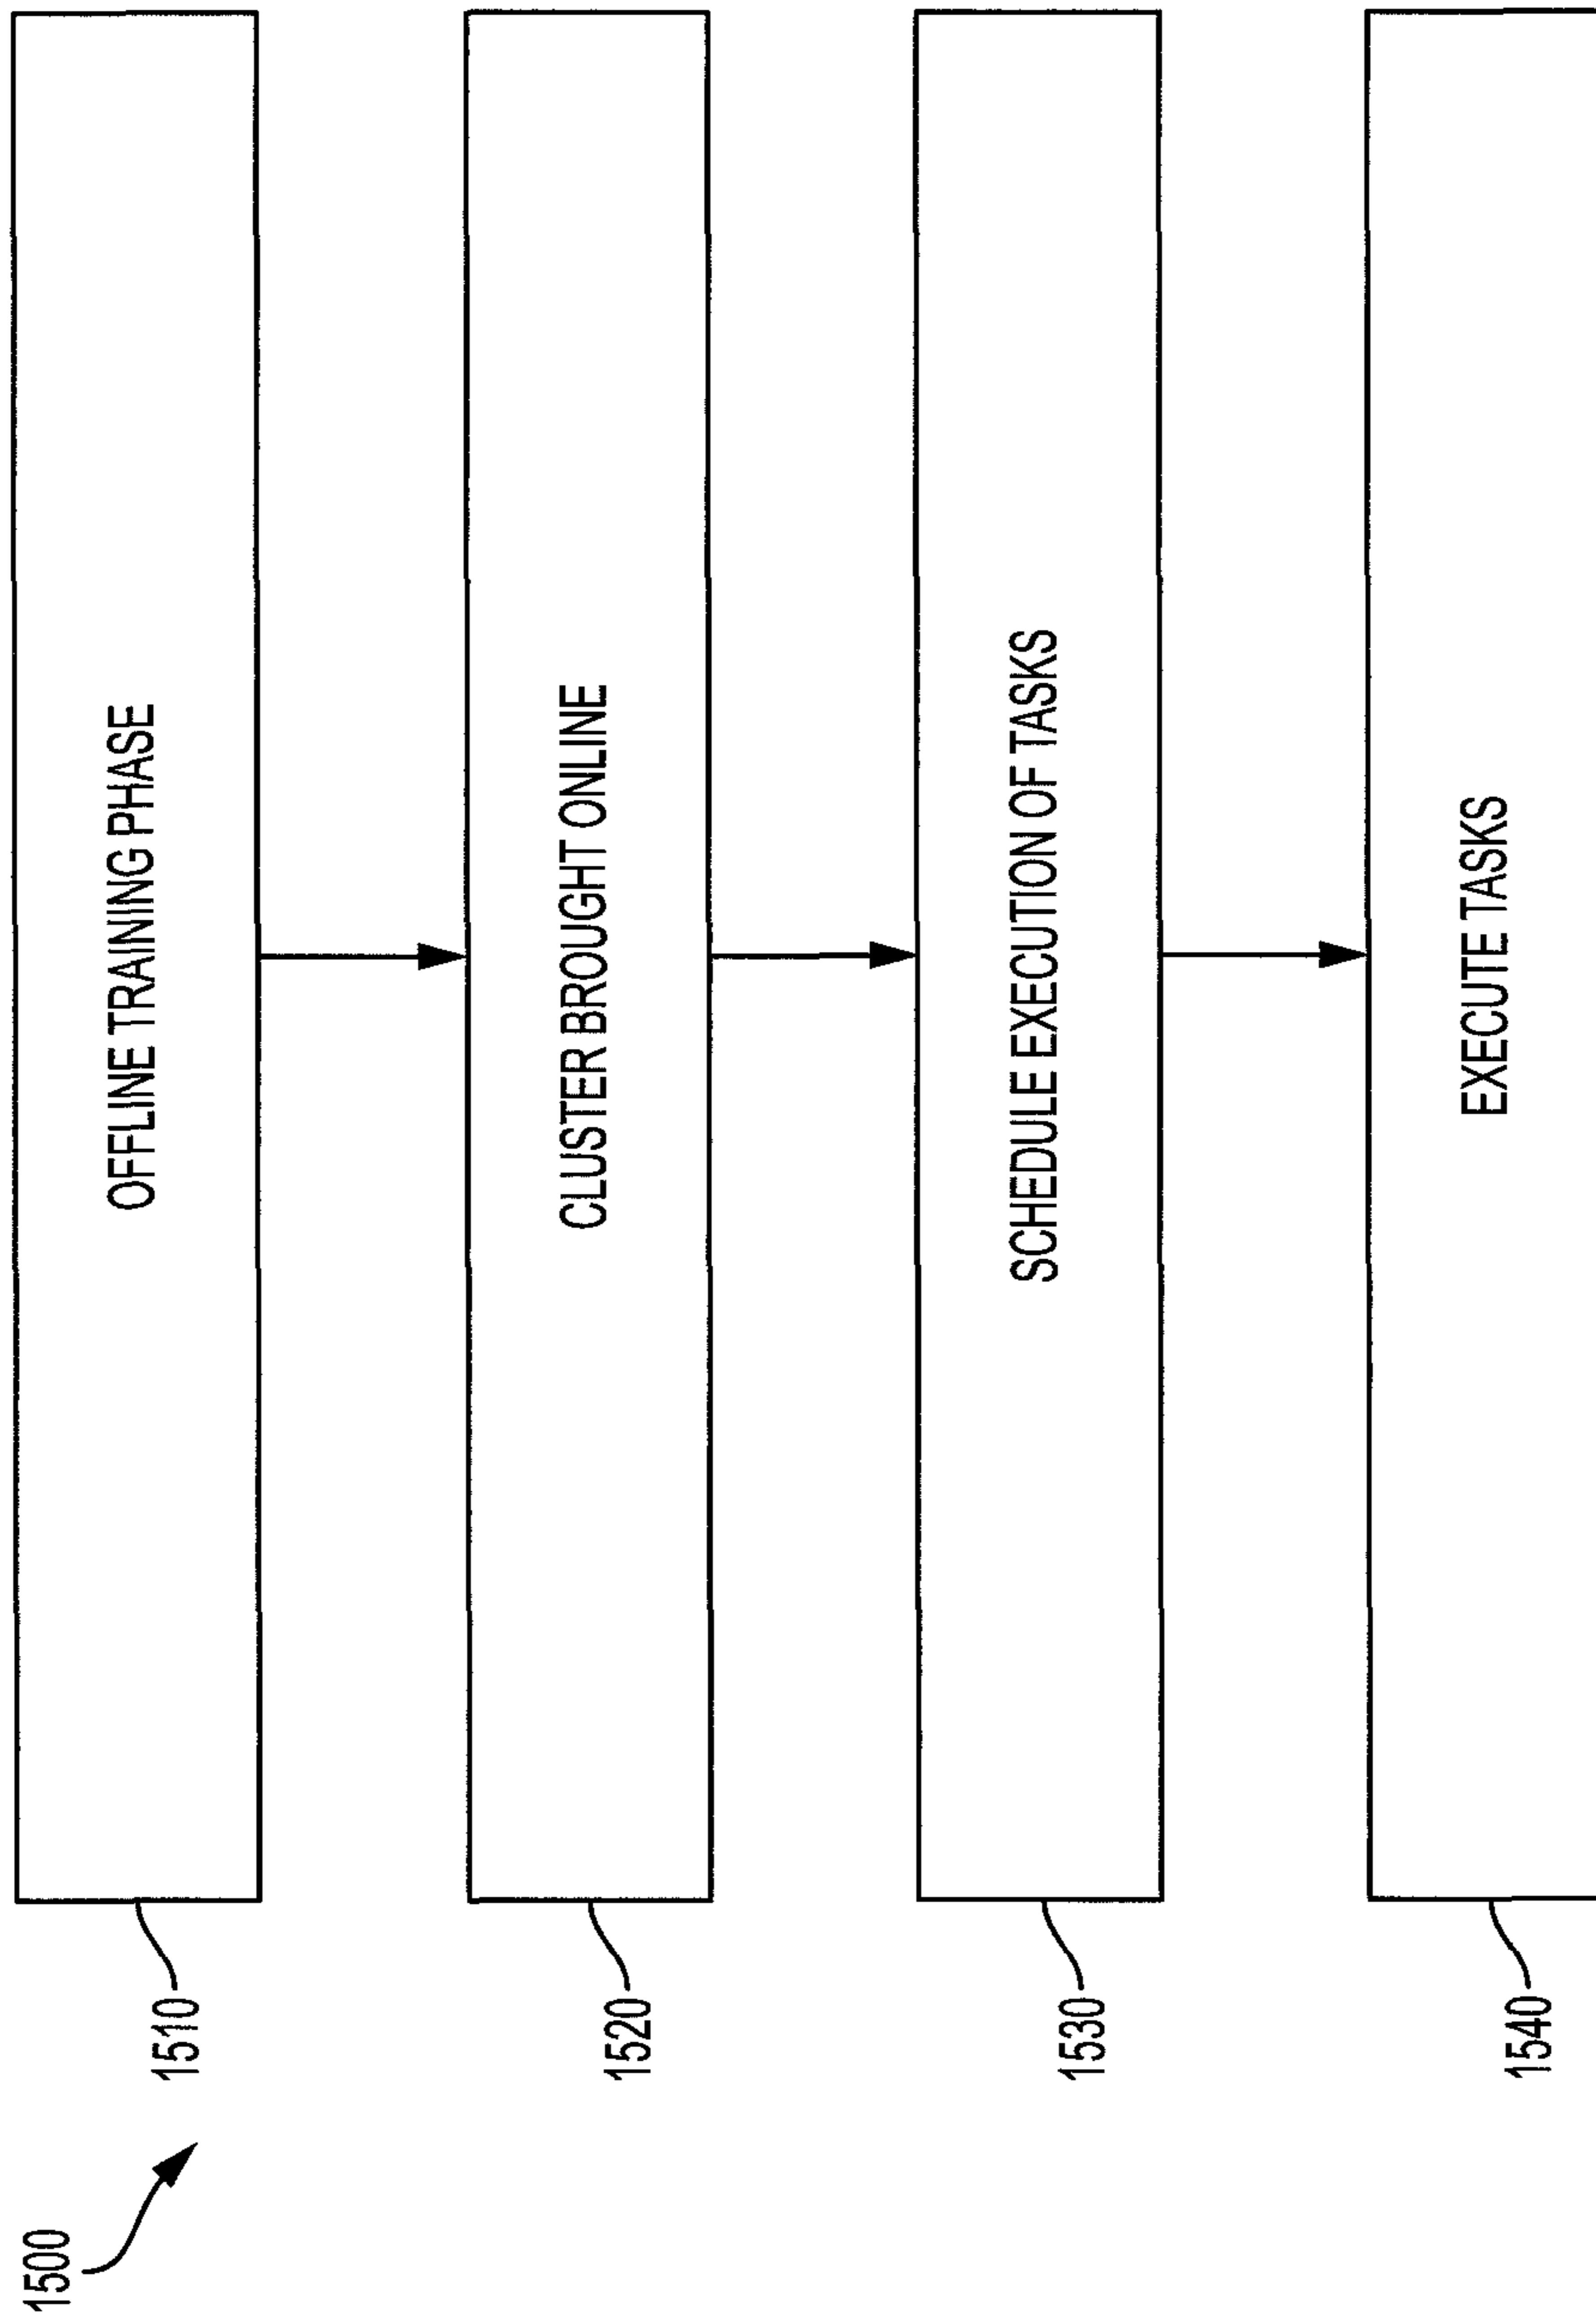 1500
1510
OFFLINE TRAINING PHASE
1520
CLUSTER BROUGHT ONLINE
1530
SCHEDULE EXECUTION OF TASKS
1540
EXECUTE TASKS